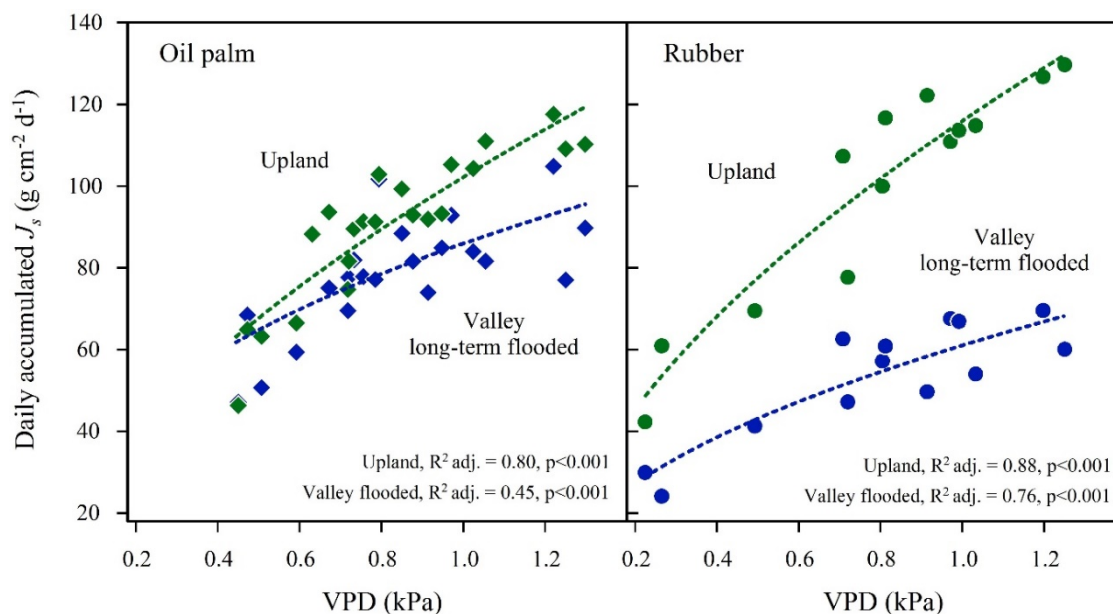 Daily accumulated Js (g cm-2 d-1)
140
120
100
80
60
40
20
Oil palm
Upland
Valley
long-term flooded
Upland, R2 adj. = 0.80, p<0.001
Valley flooded, R2 adj. = 0.45, p<0.001
0.2
0.4
0.6
0.8
1.0
1.2
VPD (kPa)
Rubber
Upland
Valley
long-term flooded
Upland, R2 adj. = 0.88, p<0.001
Valley flooded, R2 adj. = 0.76, p<0.001
0.2
0.4
0.6
0.8
1.0
1.2
VPD (kPa)